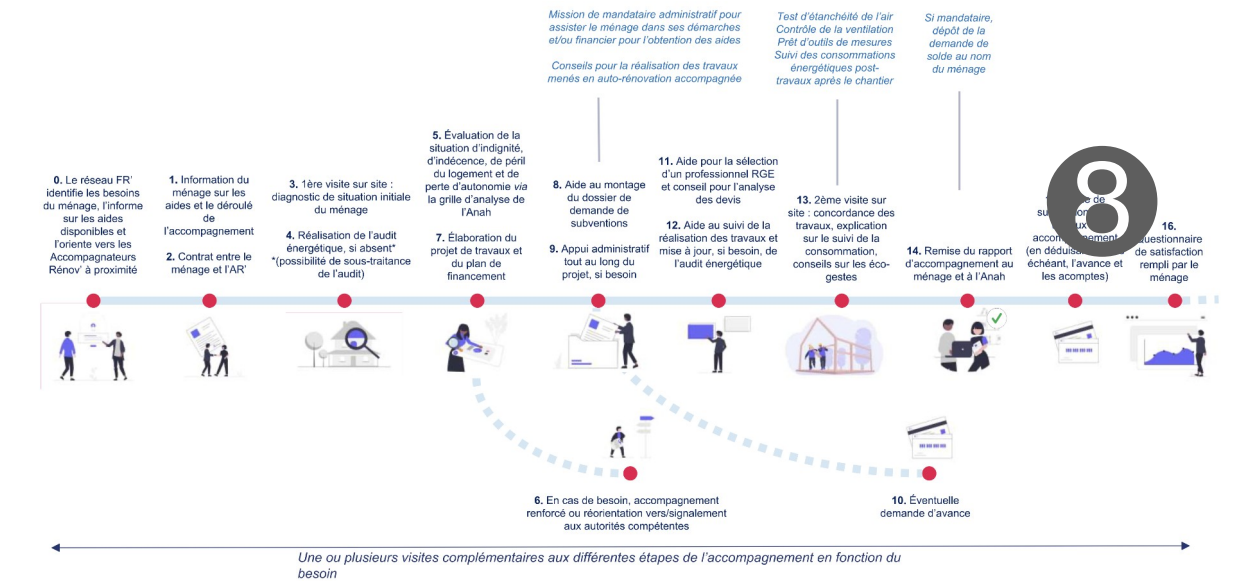 Mission de mandataire administratif pour
assister le ménage dans ses démarches
et/ou financier pour l'obtention des aides
Conseils pour la réalisation des travaux
menés en auto-rénovation accompagnée
Test d'étanchéité de l'air
Contrôle de la ventilation
Prêt d'outils de mesures
Suivi des consommations
énergétiques post-
travaux après le chantier
Si mandataire,
dépôt de la
demande de
solde au nom
du ménage
0. Le réseau FR'
identifie les besoins
du ménage, l'informe
sur les aides
disponibles et
l'oriente vers les
Accompagnateurs
Rénov' à proximité
1. Information du
ménage sur les
aides et le déroulé
de
l'accompagnement
2. Contrat entre le
ménage et l'AR'
3. 1ère visite sur site :
diagnostic de situation initiale
du ménage
4. Réalisation de l'audit
énergétique, si absent*
*(possibilité de sous-traitance
de l'audit)
5. Évaluation de la
situation d'indignité,
d'indécence, de péril
du logement et de
perte d'autonomie via
la grille d'analyse de
l'Anah
7. Élaboration du
projet de travaux et
du plan de
financement
8. Aide au montage
du dossier de
demande de
subventions
9. Appui administratif
tout au long du
projet, si besoin
11. Aide pour la sélection
d'un professionnel RGE
et conseil pour l'analyse
des devis
12. Aide au suivi de la
réalisation des travaux et
mise à jour, si besoin, de
l'audit énergétique
13. 2ème visite sur
site : concordance des
travaux, explication
sur le suivi de la
consommation,
conseils sur les éco-
gestes
14. Remise du rapport
d'accompagnement au
ménage et à l'Anah
8
de
(en
échéant, l'avance et
les acomptes)
16.
de satisfaction
rempli par le
ménage
6. En cas de besoin, accompagnement
renforcé ou réorientation vers/signalement
aux autorités compétentes
10. Éventuelle
demande d'avance
Une ou plusieurs visites complémentaires aux différentes étapes de l'accompagnement en fonction du
besoin